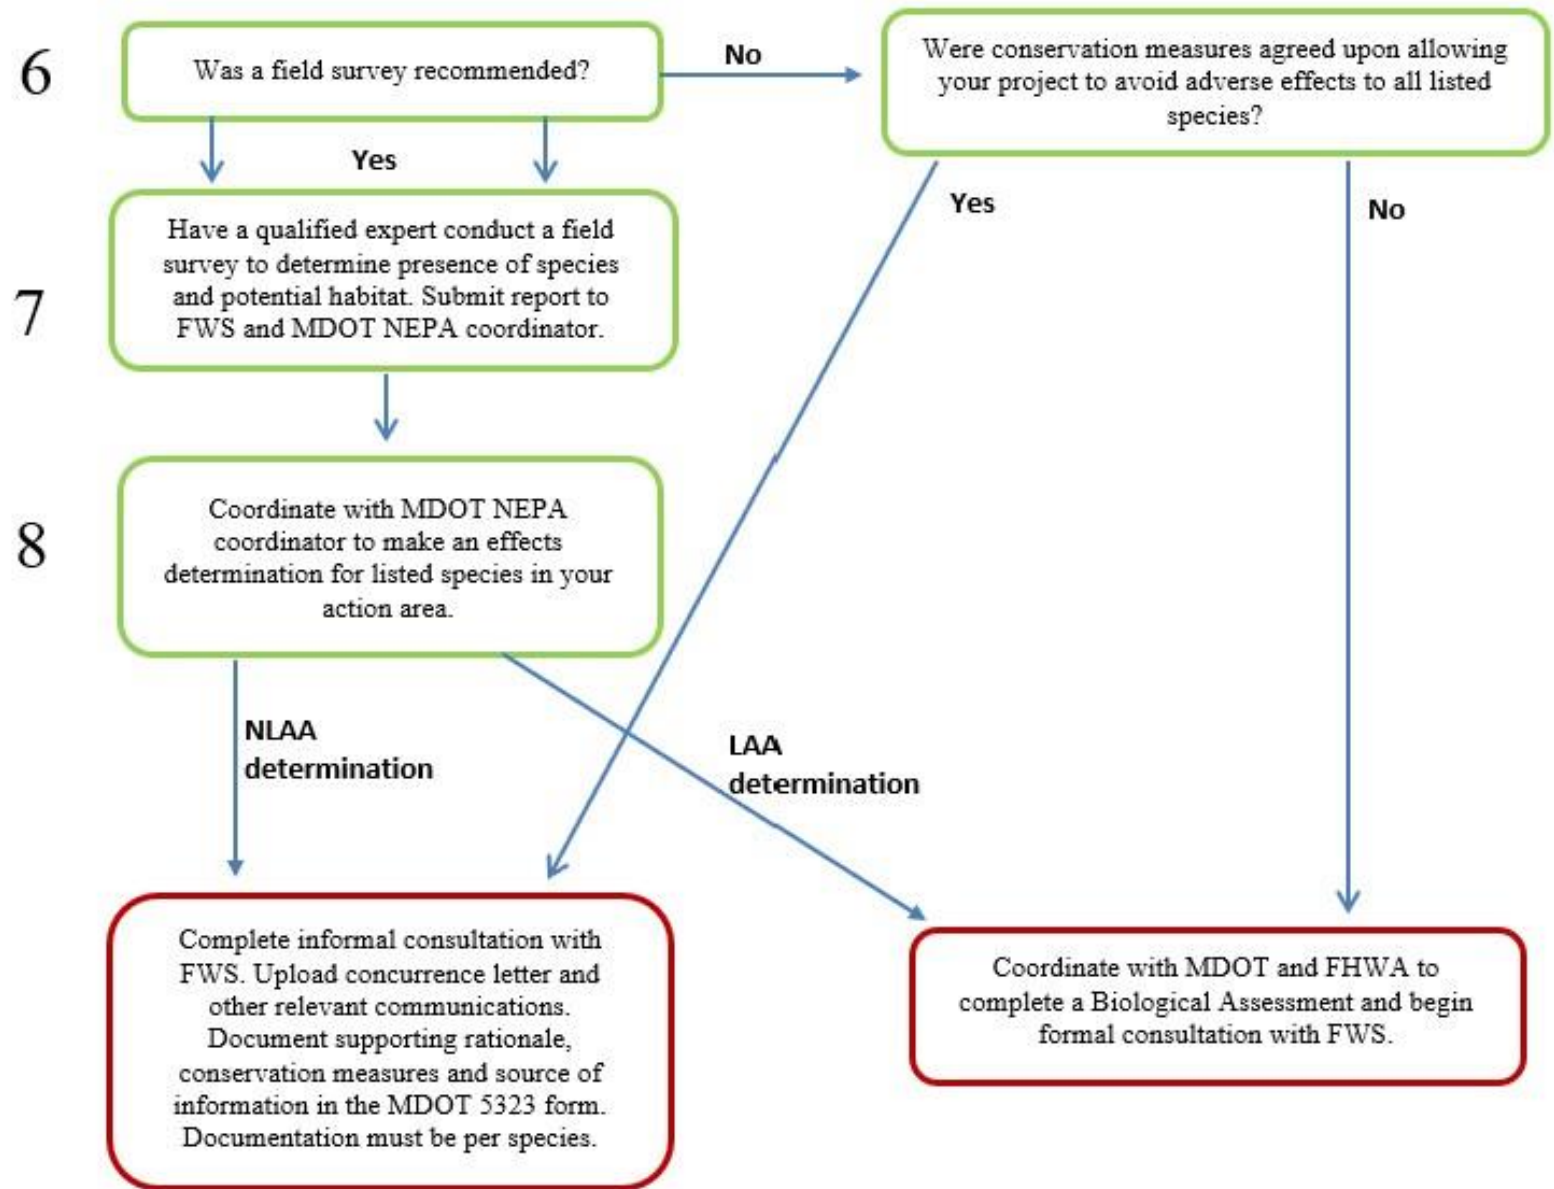 6
Was a field survey recommended?
No
Were conservation measures agreed upon allowing
your project to avoid adverse effects to all listed
species?
Yes
Yes
No
7
Have a qualified expert conduct a field
survey to determine presence of species
and potential habitat. Submit report to
FWS and MDOT NEPA coordinator.
8
Coordinate with MDOT NEPA
coordinator to make an effects
determination for listed species in your
action area.
NLAA
determination
LAA
determination
Complete informal consultation with
FWS. Upload concurrence letter and
other relevant communications.
Document supporting rationale,
conservation measures and source of
information in the MDOT 5323 form.
Documentation must be per species.
Coordinate with MDOT and FHWA to
complete a Biological Assessment and begin
formal consultation with FWS.